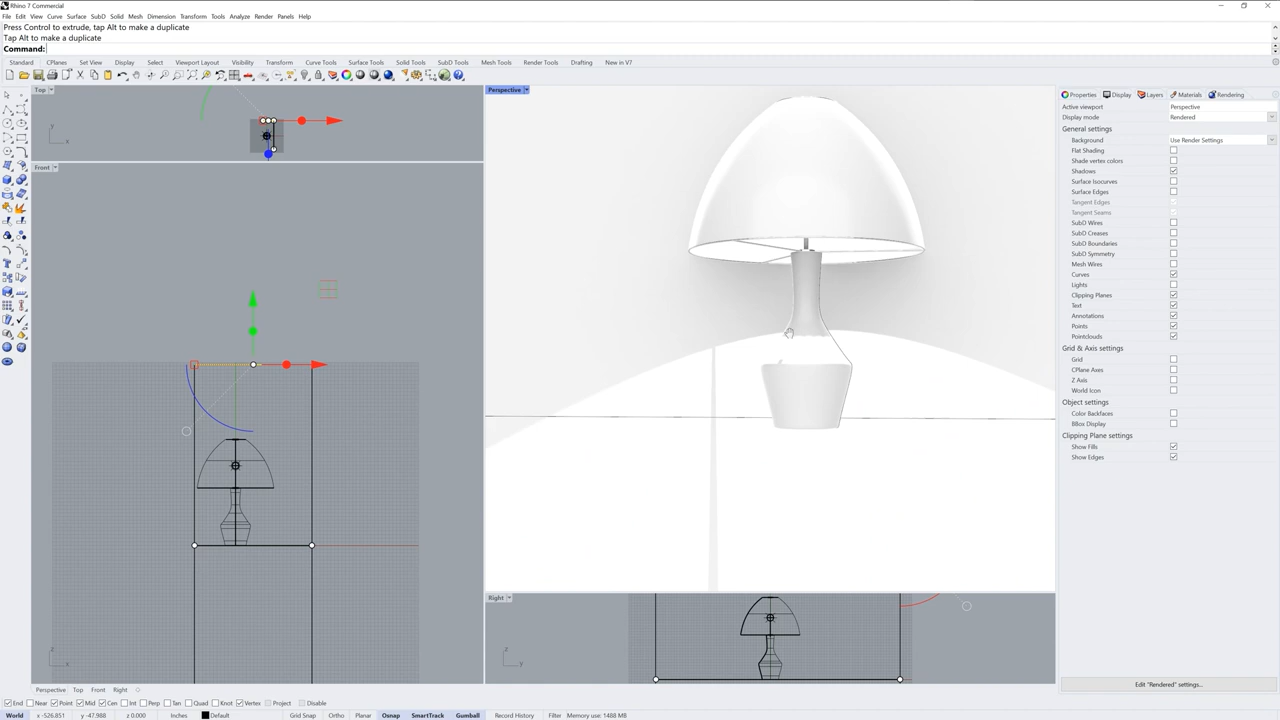 Rhino 7 Commercial
File Edit View Curve Surface SubD Solid Mesh Dimension Transform Tools Analyze Render Panels Help
Press Control to extrude, tap Alt to make a duplicate
Tap Alt to make a duplicate
Command:
Standard CPlanes Set View Display Select Viewport Layout Visibility Transform Curve Tools Surface Tools Solid Tools SubD Tools Mesh Tools Render Tools Drafting New in V7
Top
y
x
Front
z
x
Perspective
Right
z
y
Properties Display Layers Materials Rendering
Active viewport Perspective
Display mode Rendered
General settings
Background Use Render Settings
Flat Shading
Shade vertex colors
Shadows
Surface Isocurves
Surface Edges
Tangent Edges
Tangent Seams
SubD Wires
SubD Creases
SubD Boundaries
SubD Symmetry
Mesh Wires
Curves
Lights
Clipping Planes
Text
Annotations
Points
Pointclouds
Grid & Axis settings
Grid
CPlane Axes
Z Axis
World Icon
Object settings
Color Backfaces
BBox Display
Clipping Plane settings
Show Fills
Show Edges
Edit "Rendered" settings...
Perspective Top Front Right
End Near Point Mid Cen Int Perp Tan Quad Knot Vertex Project Disable
World x -526.851 y -47.988 z 0.000 Inches Default Grid Snap Ortho Planar Osnap SmartTrack Gumball Record History Filter Memory use: 1488 MB